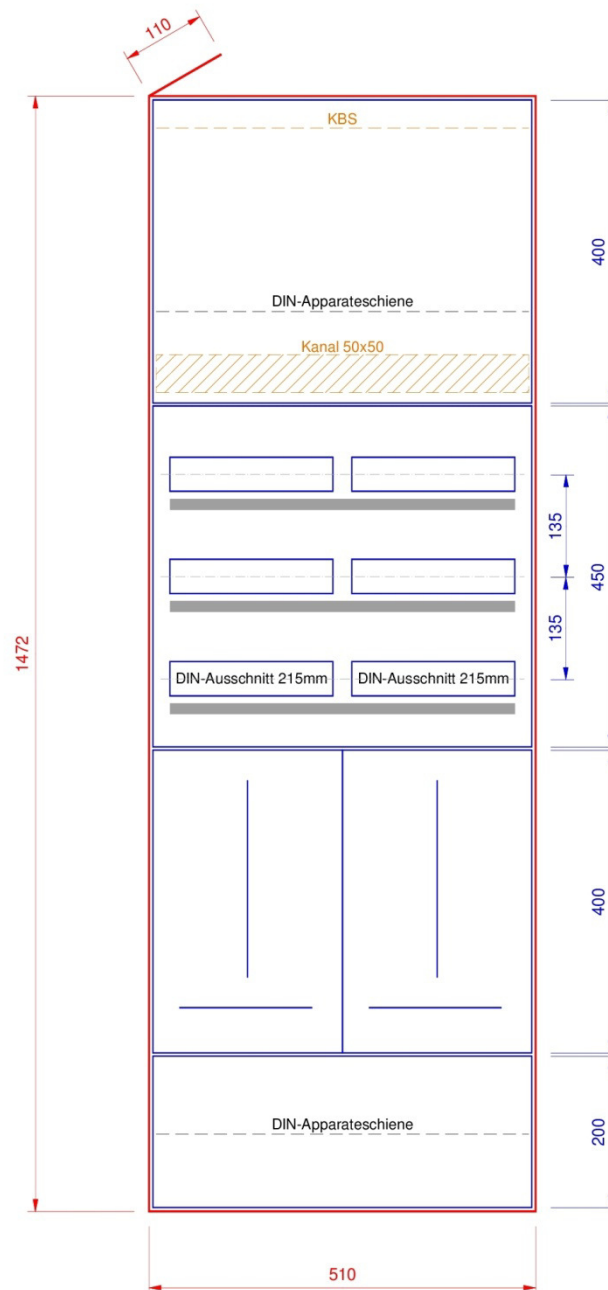 110
KBS
400
DIN-Apparateschiene
Kanal 50x50
135
450
135
1472
DIN-Ausschnitt 215mm DIN-Ausschnitt 215mm
400
DIN-Apparateschiene
200
510